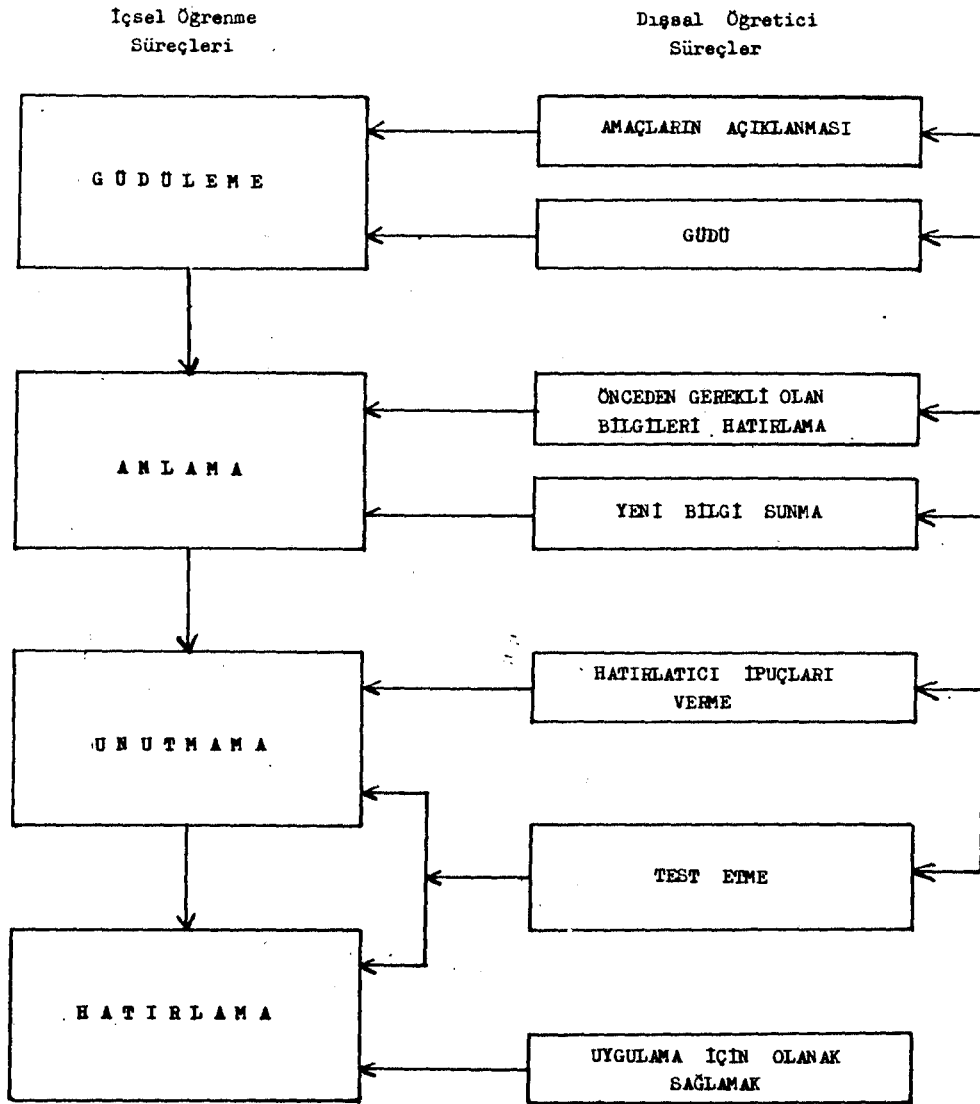 İçsel Öğrenme
Süreçleri
Dışsal Öğretici
Süreçler
GÜDÜLEME
AMAÇLARIN AÇIKLANMASI
GÜDÜ
ANLAMA
ÖNCEDEN GEREKLİ OLAN
BİLGİLERİ HATIRLAMA
YENİ BİLGİ SUNMA
UNUTMAMA
HATIRLATICI İPUÇLARI
VERME
TEST ETME
HATIRLAMA
UYGULAMA İÇİN OLANAK
SAĞLAMAK